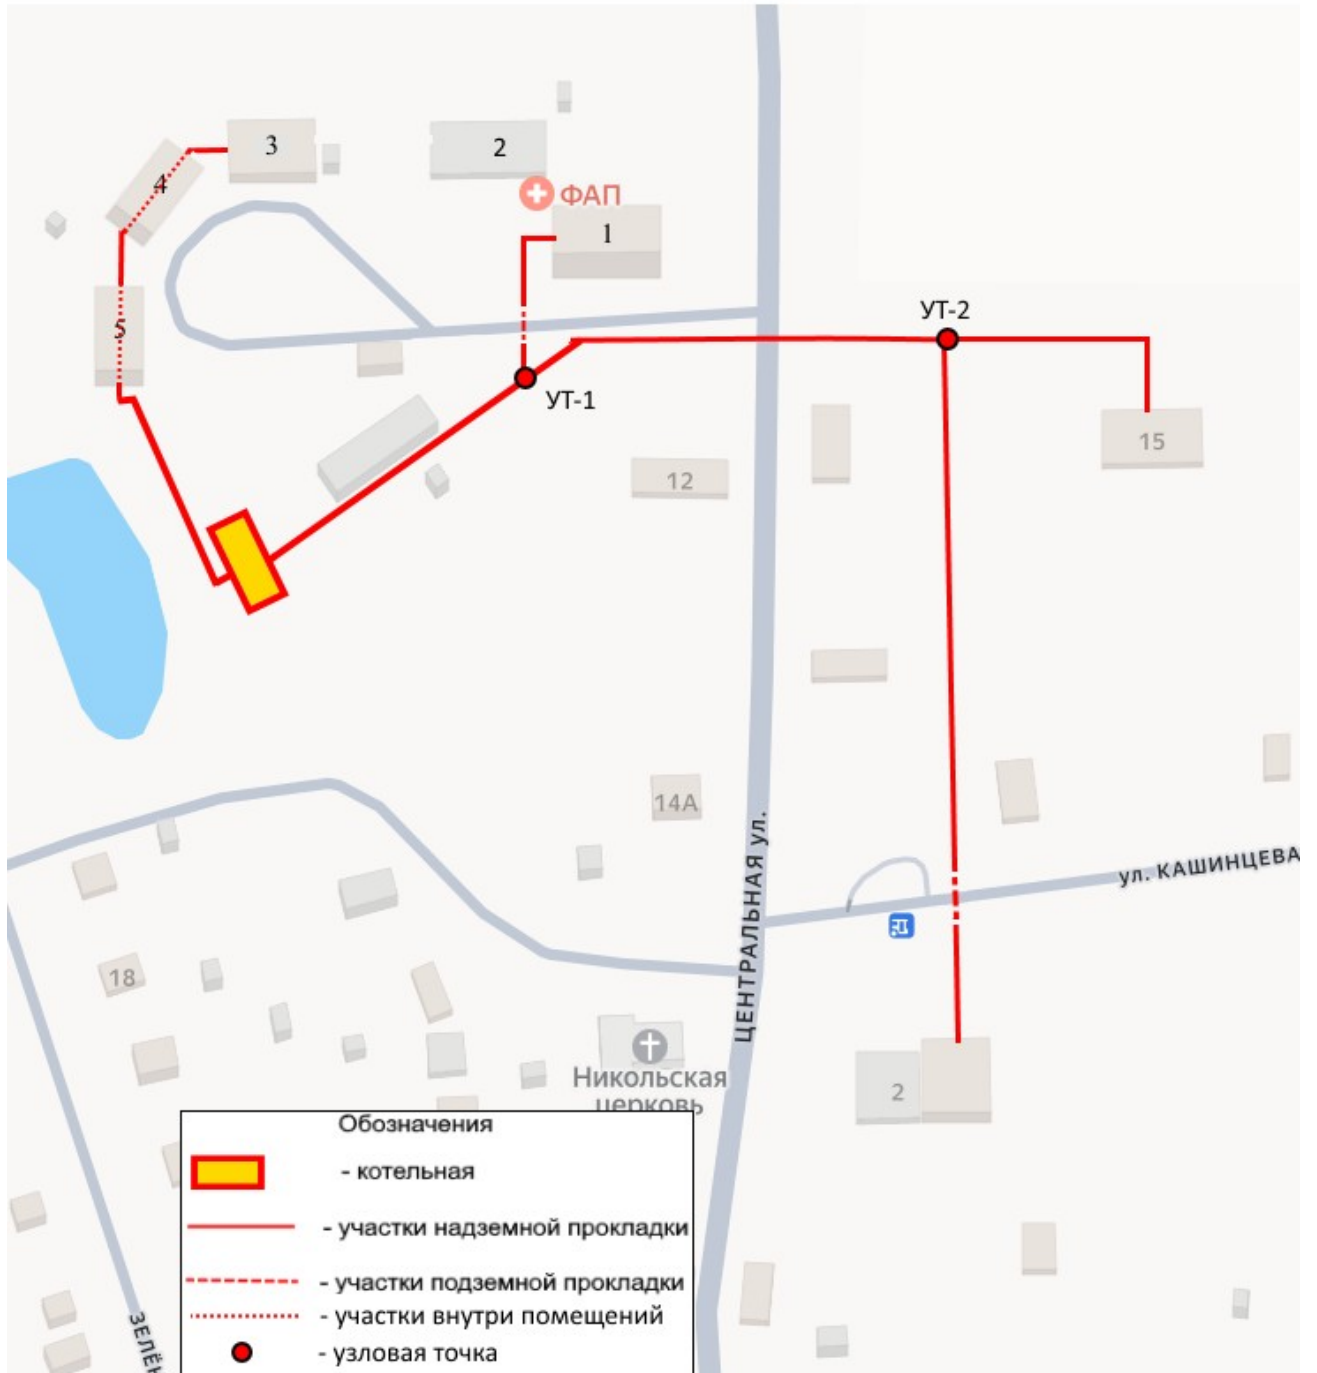 3
2
4
ФАП
1
УТ-2
5
УТ-1
15
12
14А
ул. КАШИНЦЕВА
ЦЕНТРАЛЬНАЯ ул.
18
Никольская
церковь
2
Обозначения
- котельная
- участки надземной прокладки
- участки подземной прокладки
- участки внутри помещений
- узловая точка